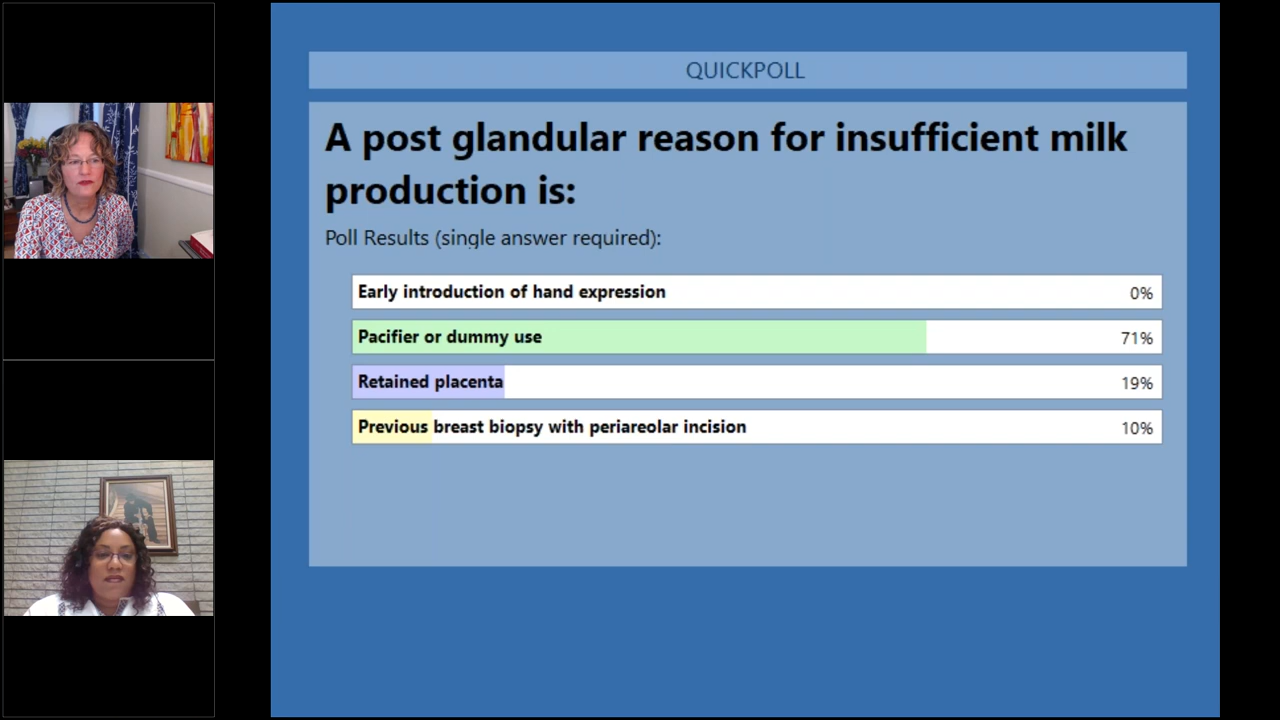 QUICKPOLL
A post glandular reason for insufficient milk
production is:
Poll Results (single answer required):
Early introduction of hand expression 0%
Pacifier or dummy use 71%
Retained placenta 19%
Previous breast biopsy with periareolar incision 10%